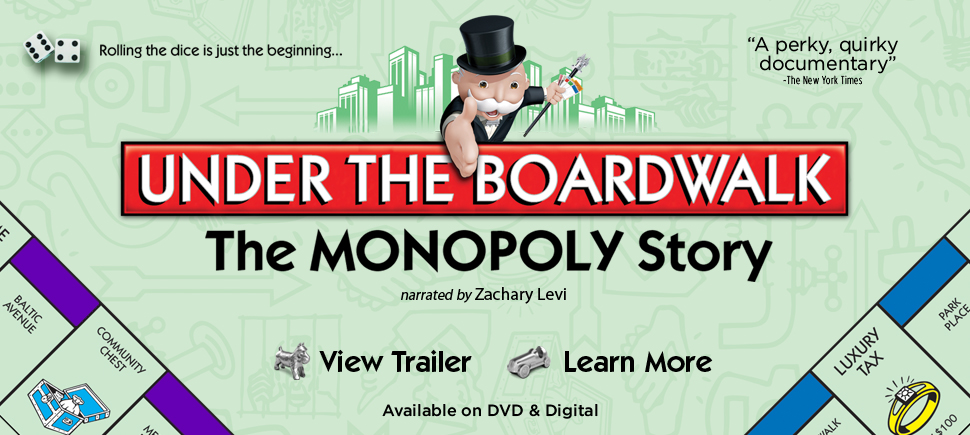 Rolling the dice is just the beginning...
“A perky, quirky
documentary”
-The New York Times
UNDER THE BOARDWALK
The MONOPOLY Story
narrated by Zachary Levi
View Trailer
Learn More
Available on DVD & Digital
BALTIC
AVENUE
COMMUNITY
CHEST
PARK
PLACE
LUXURY
TAX
$100